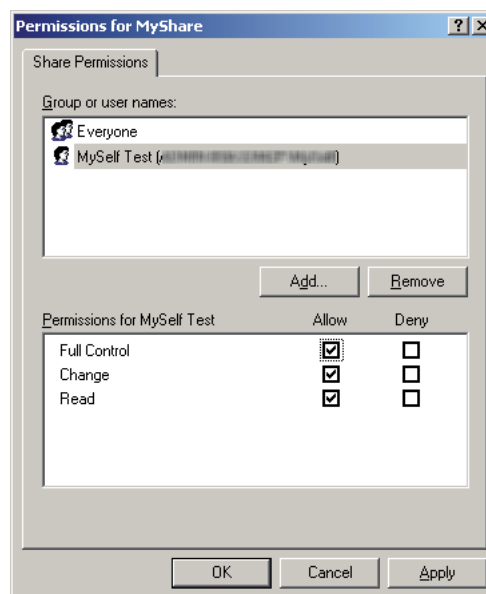 Permissions for MyShare
Share Permissions
Group or user names:
Everyone
MySelf Test (
Add... Remove
Permissions for MySelf Test Allow Deny
Full Control
Change
Read
OK Cancel Apply